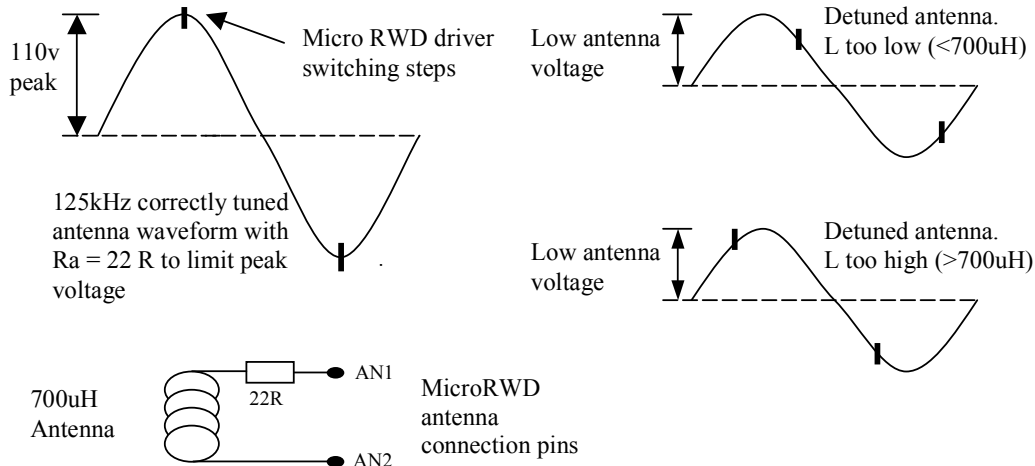 110v
peak
Micro RWD driver
switching steps
125kHz correctly tuned
antenna waveform with
Ra = 22 R to limit peak
voltage
.
Low antenna
voltage
Detuned antenna.
L too low (<700uH)
Low antenna
voltage
Detuned antenna.
L too high (>700uH)
700uH
Antenna
22R
AN1
AN2
MicroRWD
antenna
connection pins